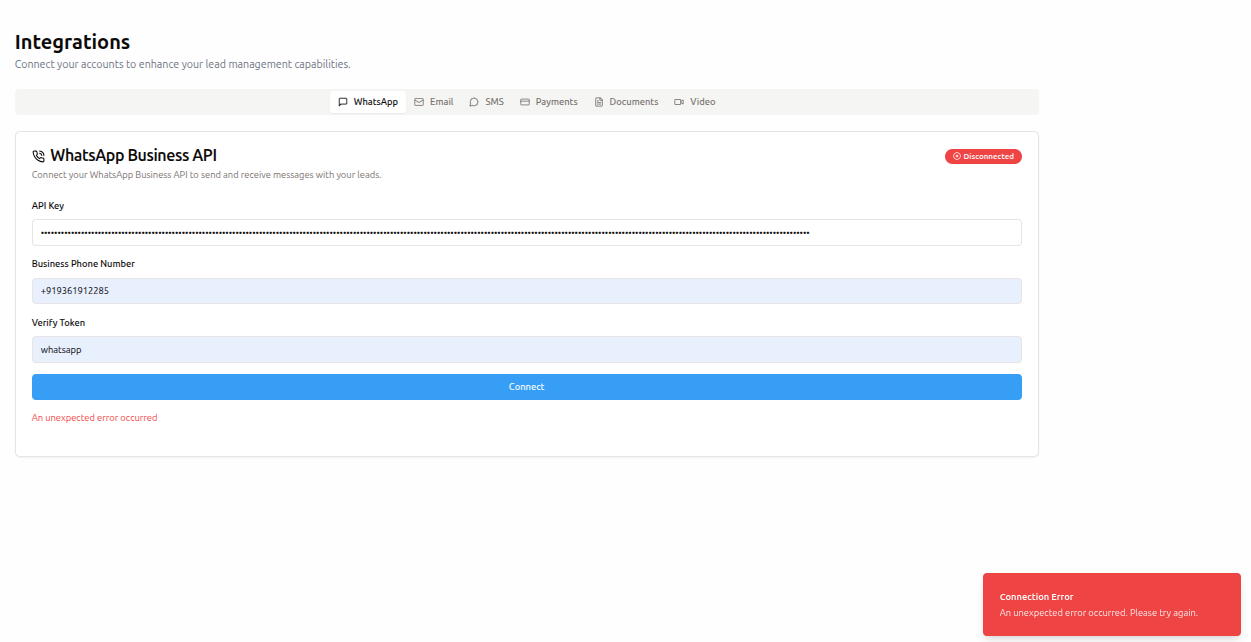 Integrations
Connect your accounts to enhance your lead management capabilities.
WhatsApp Email SMS Payments Documents Video
WhatsApp Business API
Disconnected
Connect your WhatsApp Business API to send and receive messages with your leads.
API Key
Business Phone Number
+919361912285
Verify Token
whatsapp
Connect
An unexpected error occurred
Connection Error
An unexpected error occurred. Please try again.